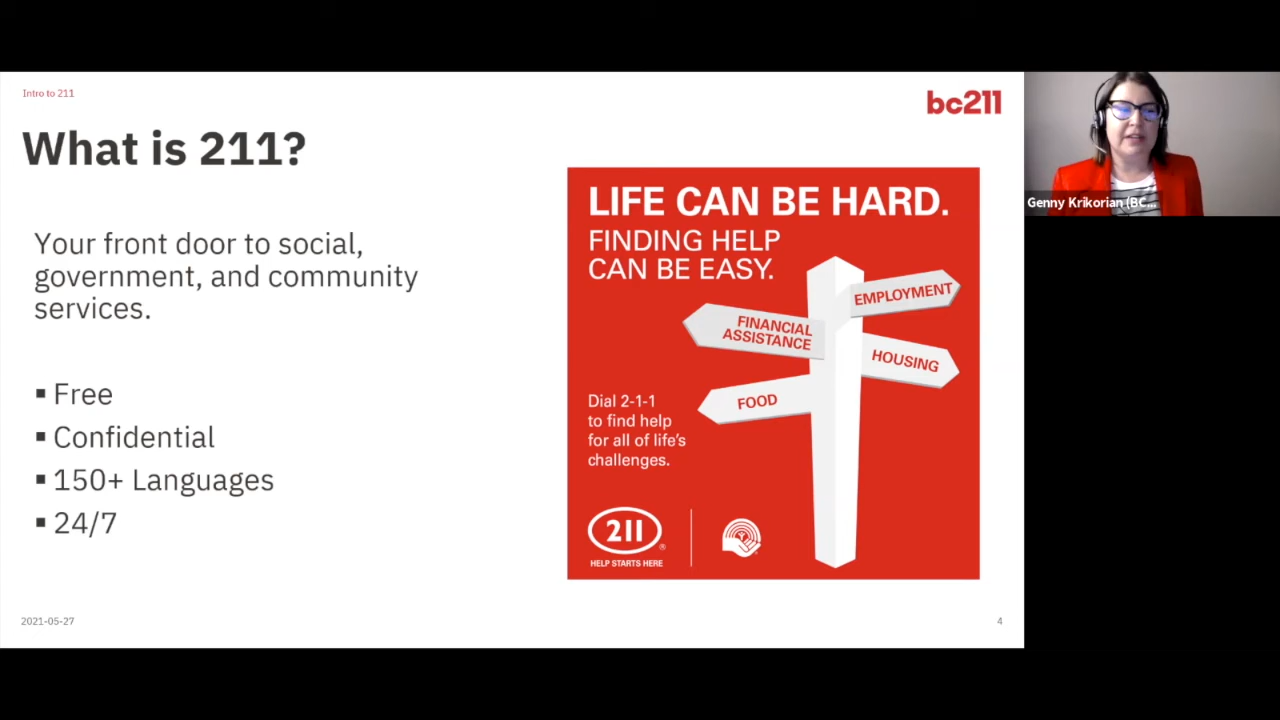 Intro to 211
bc211
What is 211?
Your front door to social,
government, and community
services.
▪ Free
▪ Confidential
▪ 150+ Languages
▪ 24/7
LIFE CAN BE HARD.
FINDING HELP
CAN BE EASY.
EMPLOYMENT
FINANCIAL
ASSISTANCE
HOUSING
FOOD
Dial 2-1-1
to find help
for all of life's
challenges.
211®
HELP STARTS HERE
2021-05-27
4
Genny Krikorian (BC...